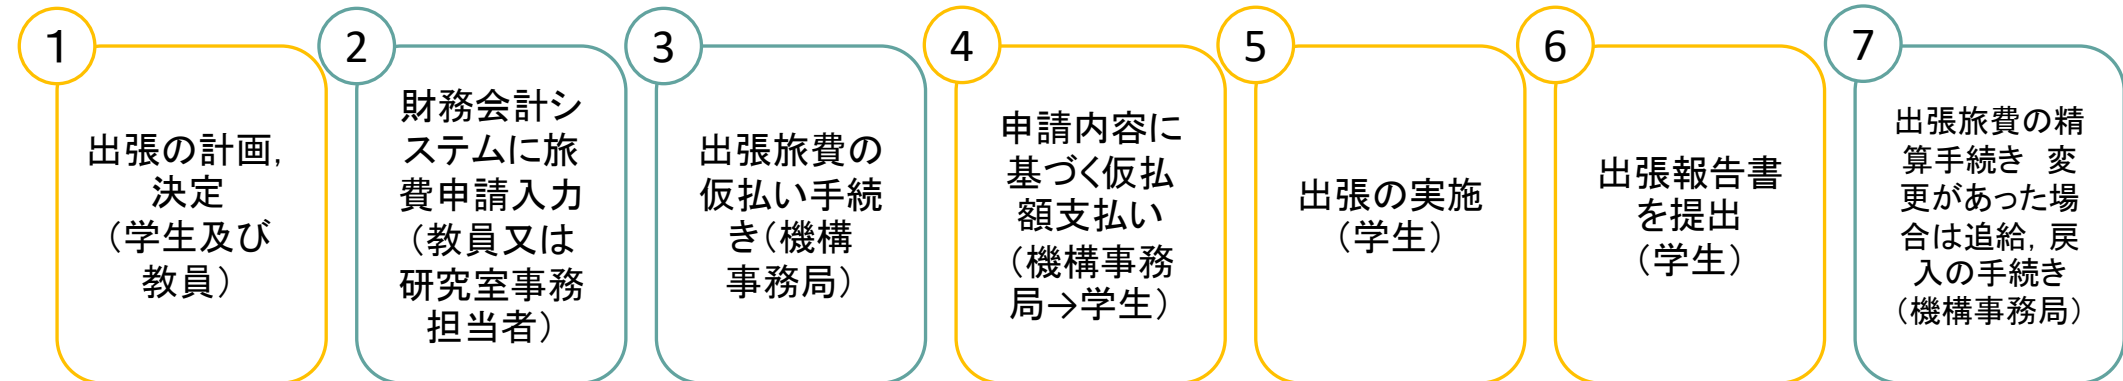 1
出張の計画,
決定
(学生及び
教員)
2
財務会計シ
ステムに旅
費申請入力
(教員又は
研究室事務
担当者)
3
出張旅費の
仮払い手続
き(機構
事務局)
4
申請内容に
基づく仮払
額支払い
(機構事務
局→学生)
5
出張の実施
(学生)
6
出張報告書
を提出
(学生)
7
出張旅費の精
算手続き　変
更があった場
合は追給, 戻
入の手続き
(機構事務局)